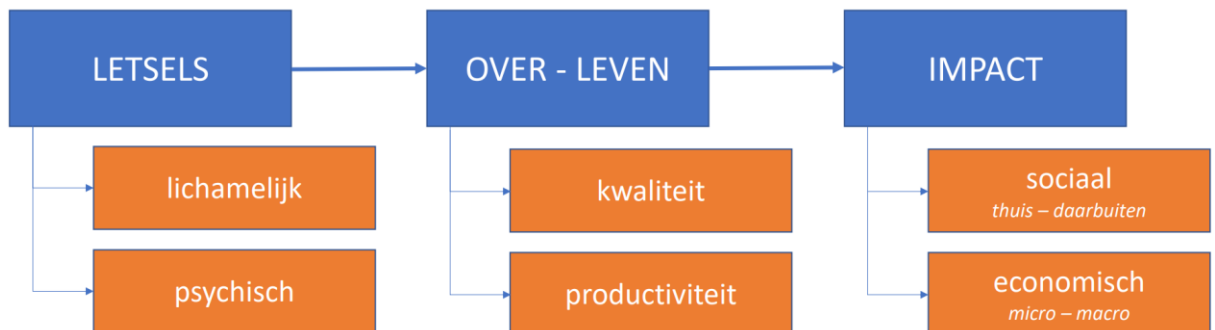 LETSELS
OVER - LEVEN
IMPACT
lichamelijk
psychisch
kwaliteit
productiviteit
sociaal
thuis – daarbuiten
economisch
micro – macro